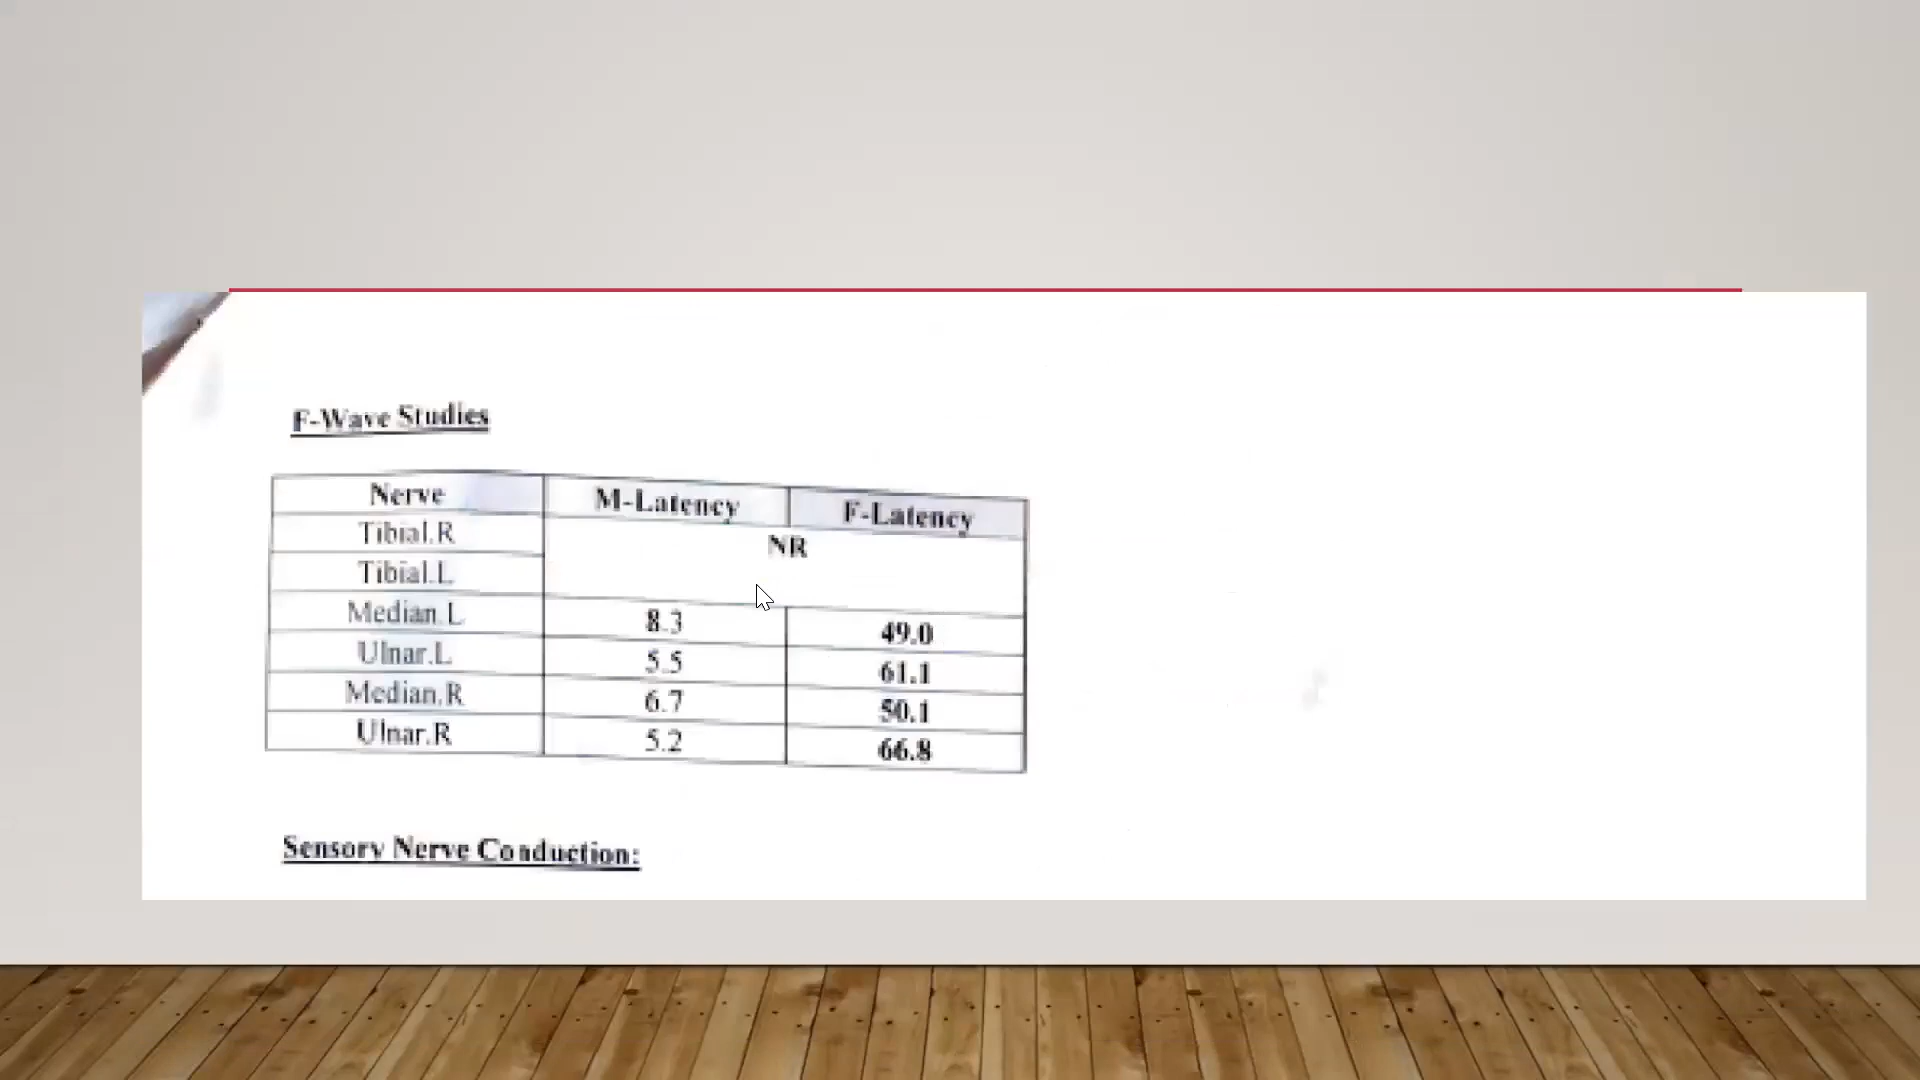 F-Wave Studies
Nerve M-Latency F-Latency
Tibial.R NR
Tibial.L
Median.L 8.3 49.0
Ulnar.L 5.5 61.1
Median.R 6.7 50.1
Ulnar.R 5.2 66.8
Sensory Nerve Conduction: